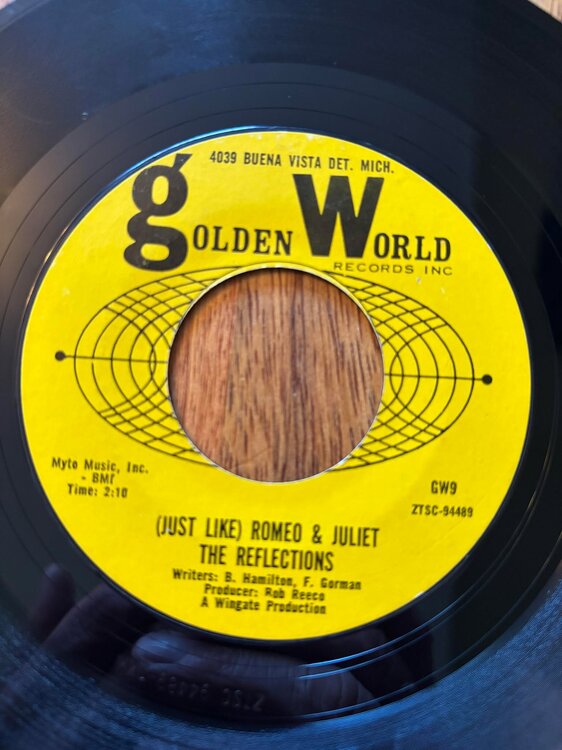 4039 BUENA VISTA DET. MICH.
golden World
RECORDS INC
Myto Music, Inc.
- BMI
Time: 2:10
GW9
ZTSC-94489
(JUST LIKE) ROMEO & JULIET
THE REFLECTIONS
Writers: B. Hamilton, F. Gorman
Producer: Rob Reeco
A Wingate Production